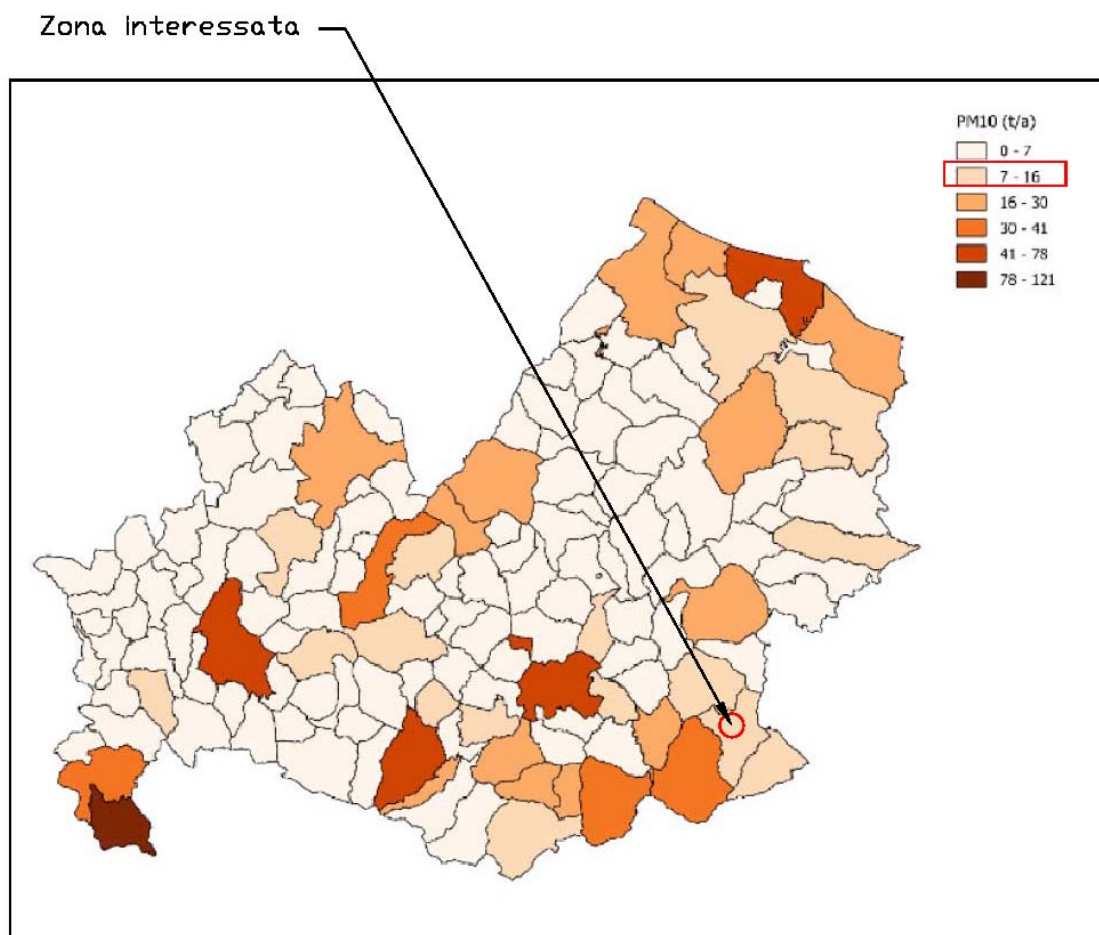 Zona Interessata
PM10 (t/a)
0 - 7
7 - 16
16 - 30
30 - 41
41 - 78
78 - 121